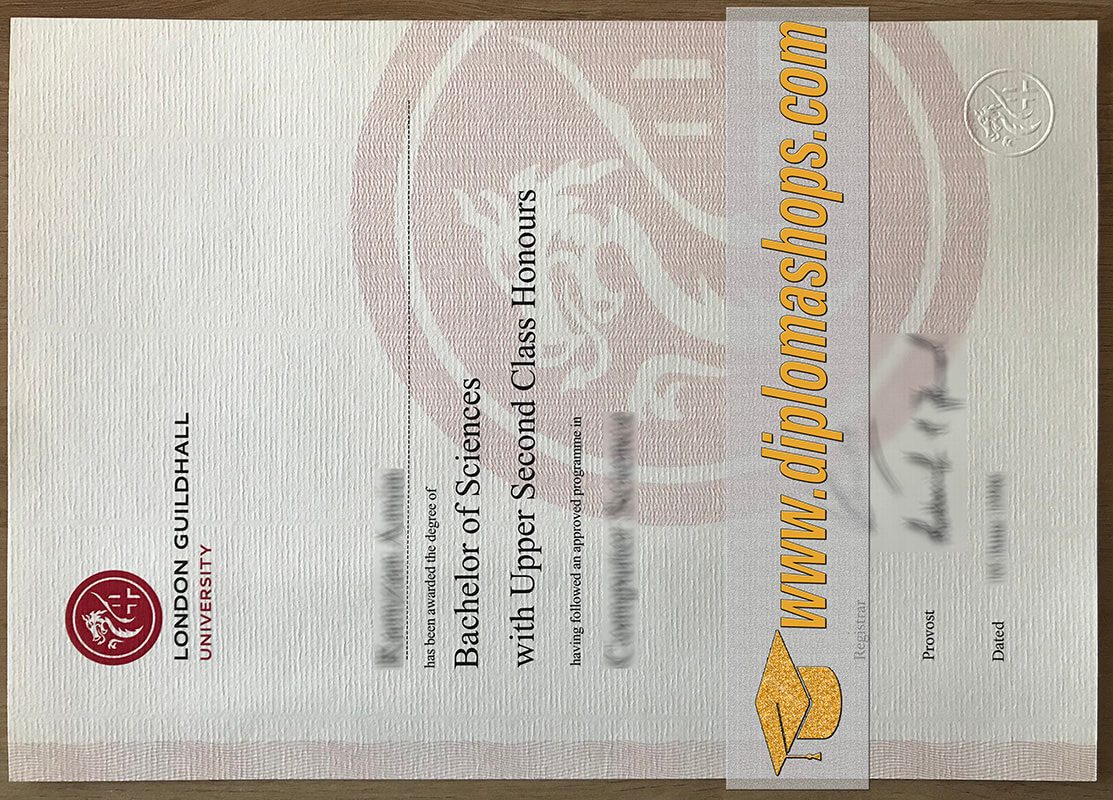 LONDON GUILDHALL
UNIVERSITY
has been awarded the degree of
Bachelor of Sciences
with Upper Second Class Honours
having followed an approved programme in
www.diplomashops.com
Registrar
Provost
Dated